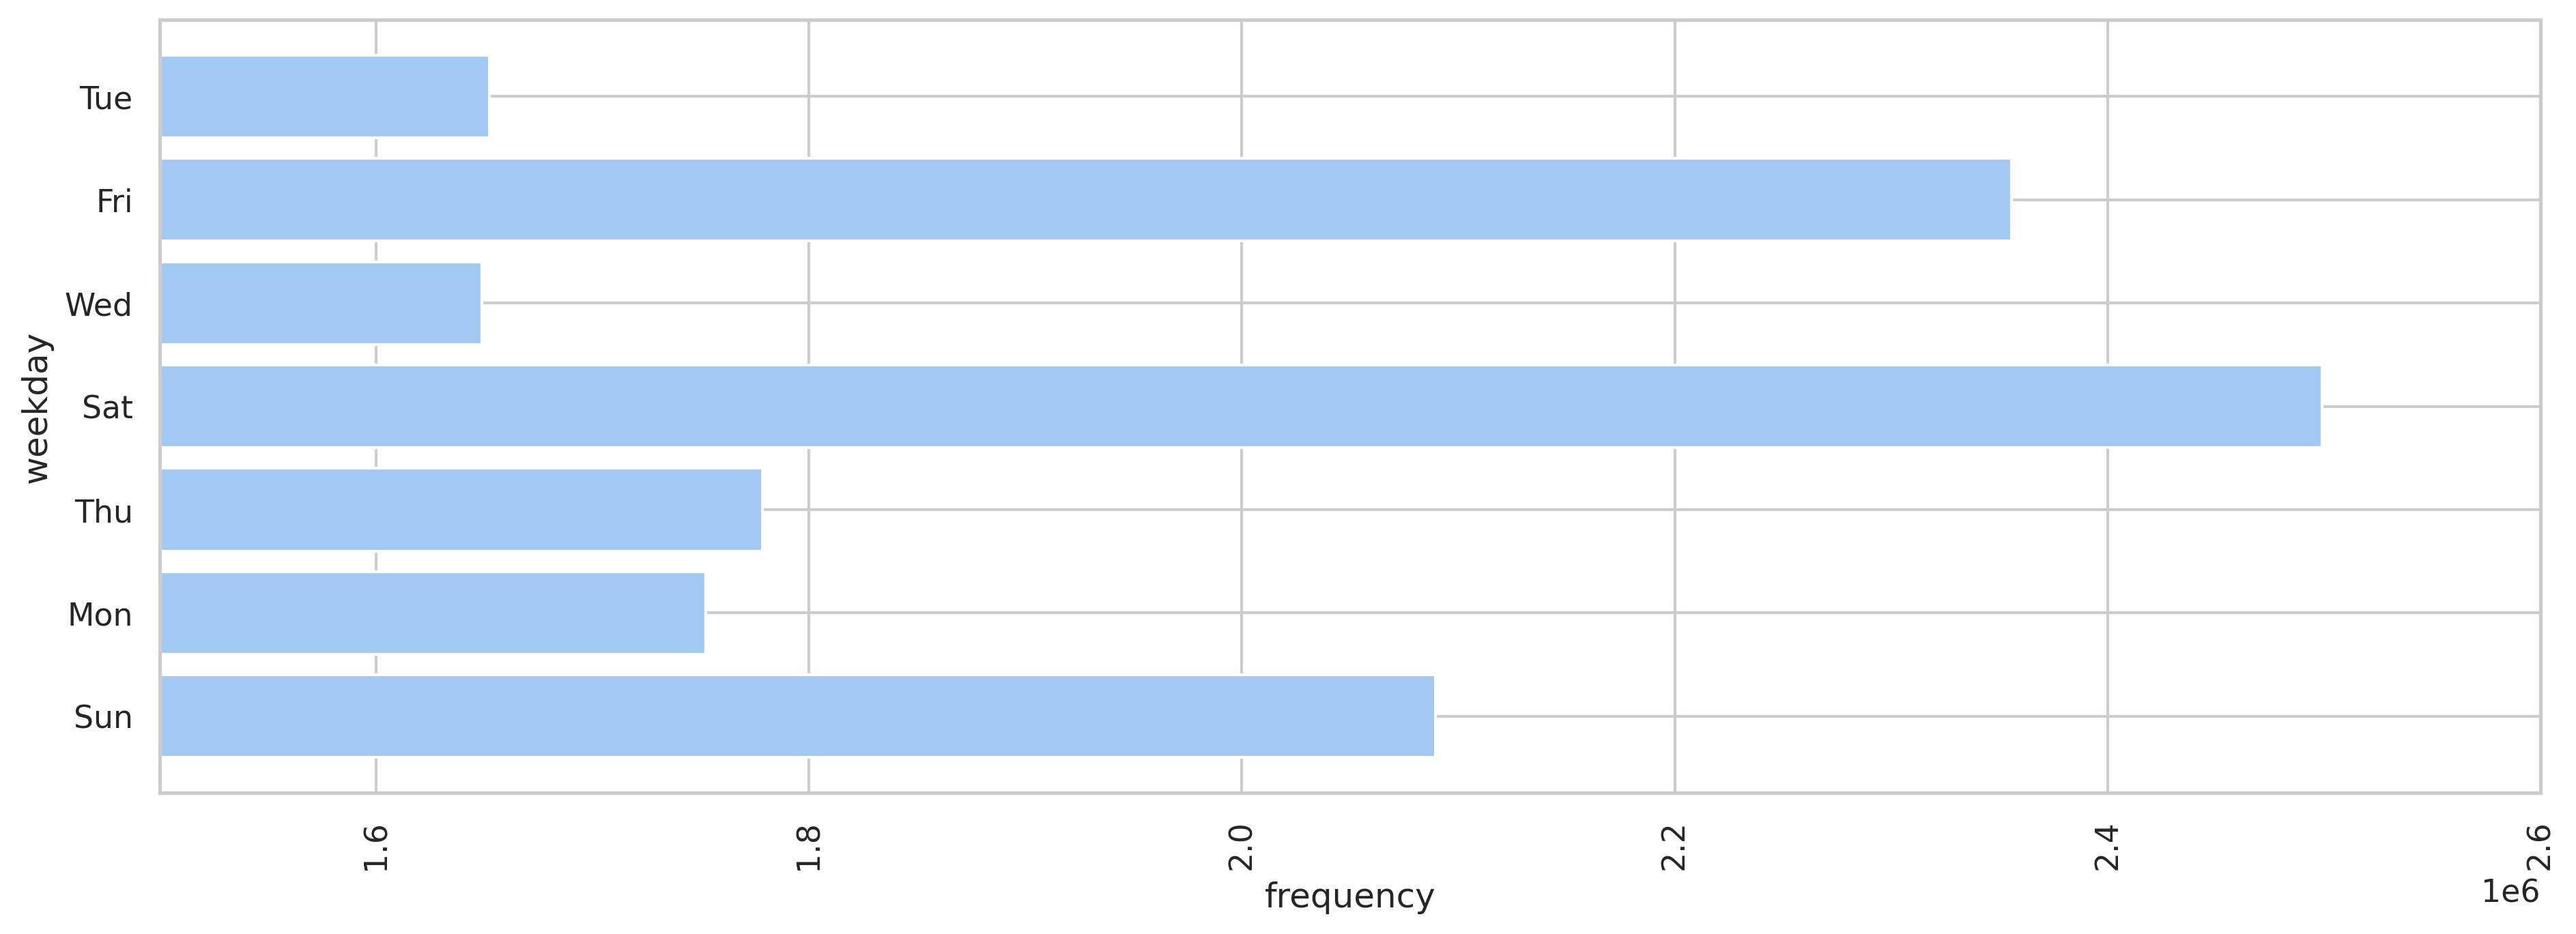 Tue
Fri
Wed
Sat
Thu
Mon
Sun
weekday
1.6
1.8
2.0
2.2
2.4
2.6
1e6
frequency